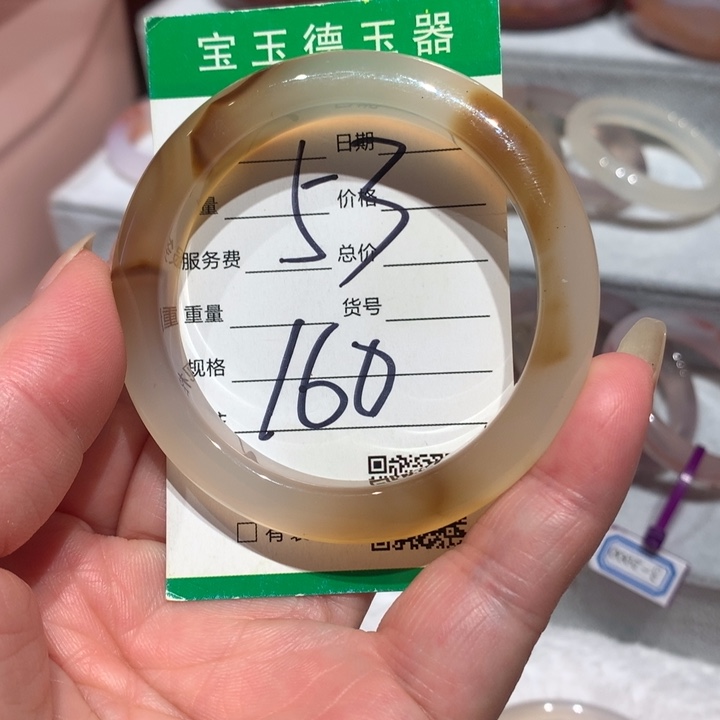 宝玉德玉器
日期
量 价格
53
服务费 总价
重量 货号
规格
160